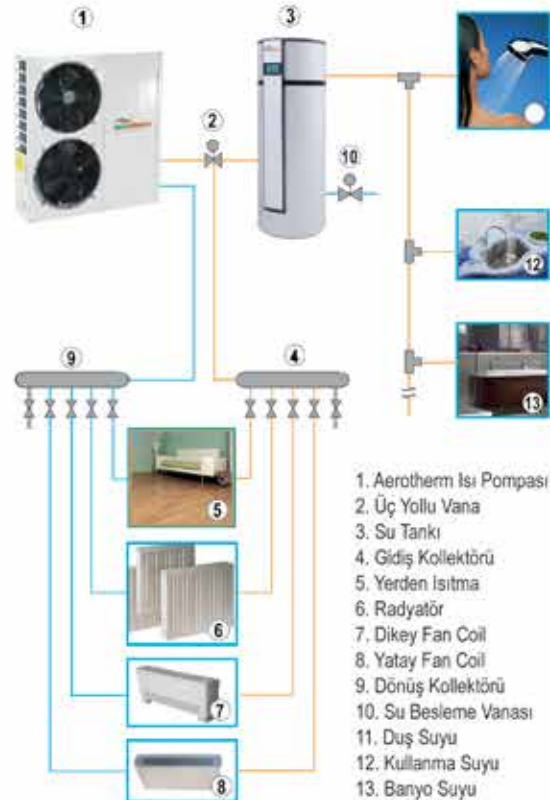 1
3
2
10
12
9
4
13
5
6
7
8
1. Aerotherm Isı Pompası
2. Üç Yollu Vana
3. Su Tankı
4. Gidiş Kollektörü
5. Yerden Isıtma
6. Radyatör
7. Dikey Fan Coil
8. Yatay Fan Coil
9. Dönüş Kollektörü
10. Su Besleme Vanası
11. Duş Suyu
12. Kullanma Suyu
13. Banyo Suyu